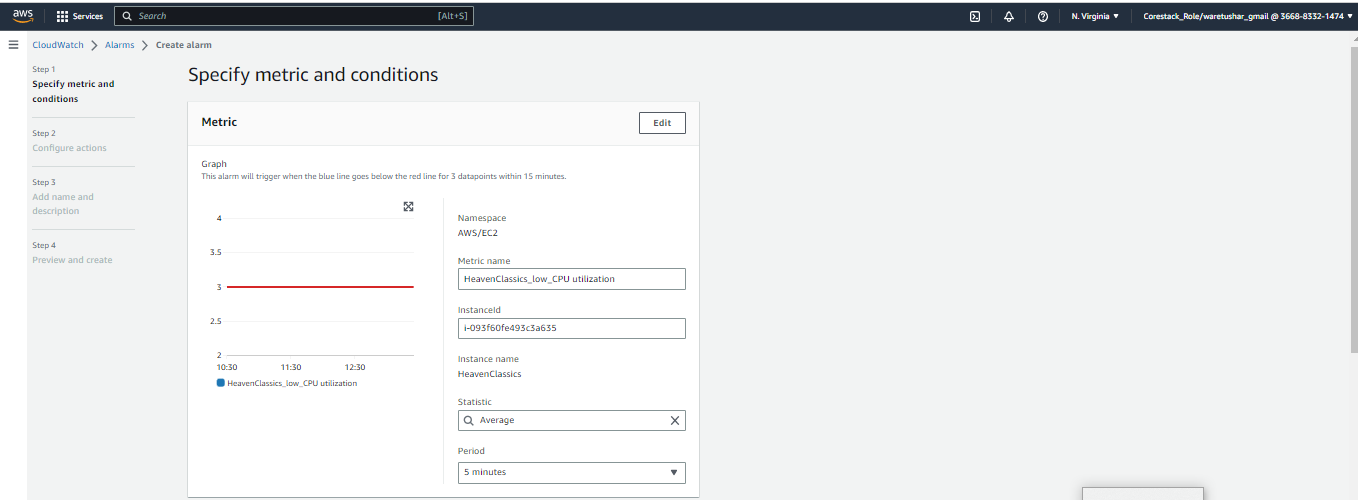 aws Services Search [Alt+S] N. Virginia Corestack_Role/waretushar_gmail @ 3668-8332-1474
CloudWatch Alarms Create alarm
Step 1
Specify metric and
conditions
Step 2
Configure actions
Step 3
Add name and
description
Step 4
Preview and create
Specify metric and conditions
Metric
Edit
Graph
This alarm will trigger when the blue line goes below the red line for 3 datapoints within 15 minutes.
4
3.5
3
2.5
2
10:30 11:30 12:30
HeavenClassics_low_CPU utilization
Namespace
AWS/EC2
Metric name
HeavenClassics_low_CPU utilization
InstanceId
i-093f60fe493c3a635
Instance name
HeavenClassics
Statistic
Average
Period
5 minutes